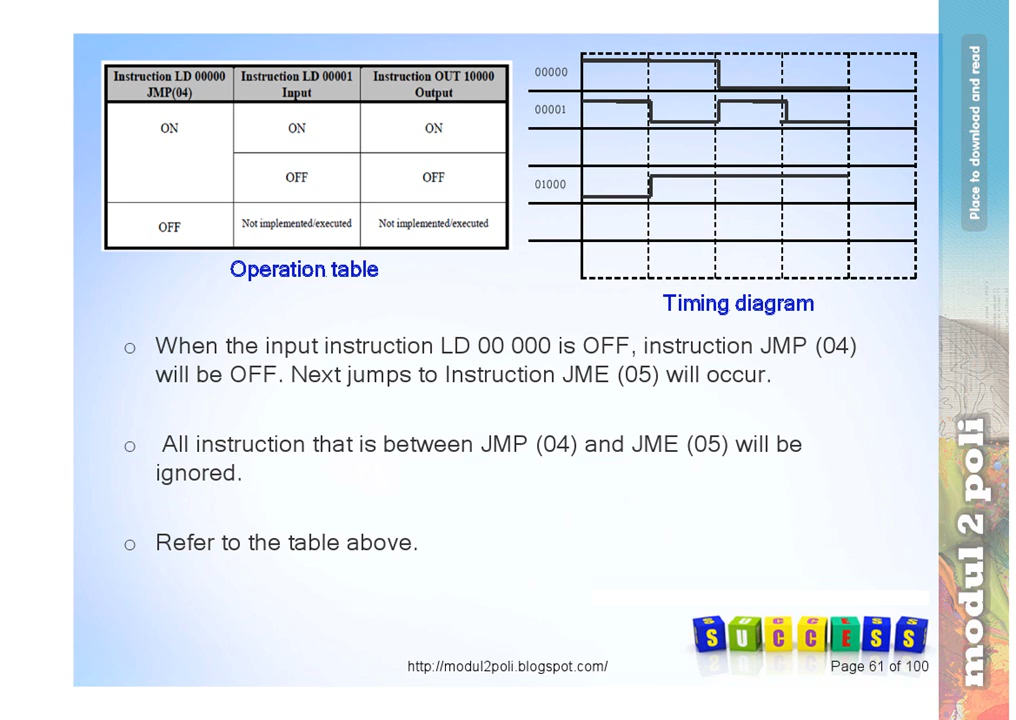 Instruction LD 00000 JMP(04) Instruction LD 00001 Input Instruction OUT 10000 Output
ON ON ON
OFF OFF
OFF Not implemented/executed Not implemented/executed
Operation table
00000
00001
01000
Timing diagram
o When the input instruction LD 00 000 is OFF, instruction JMP (04)
will be OFF. Next jumps to Instruction JME (05) will occur.
o All instruction that is between JMP (04) and JME (05) will be
ignored.
o Refer to the table above.
SUCCESS
http://modul2poli.blogspot.com/
Page 61 of 100
Place to download and read
modul 2 poli